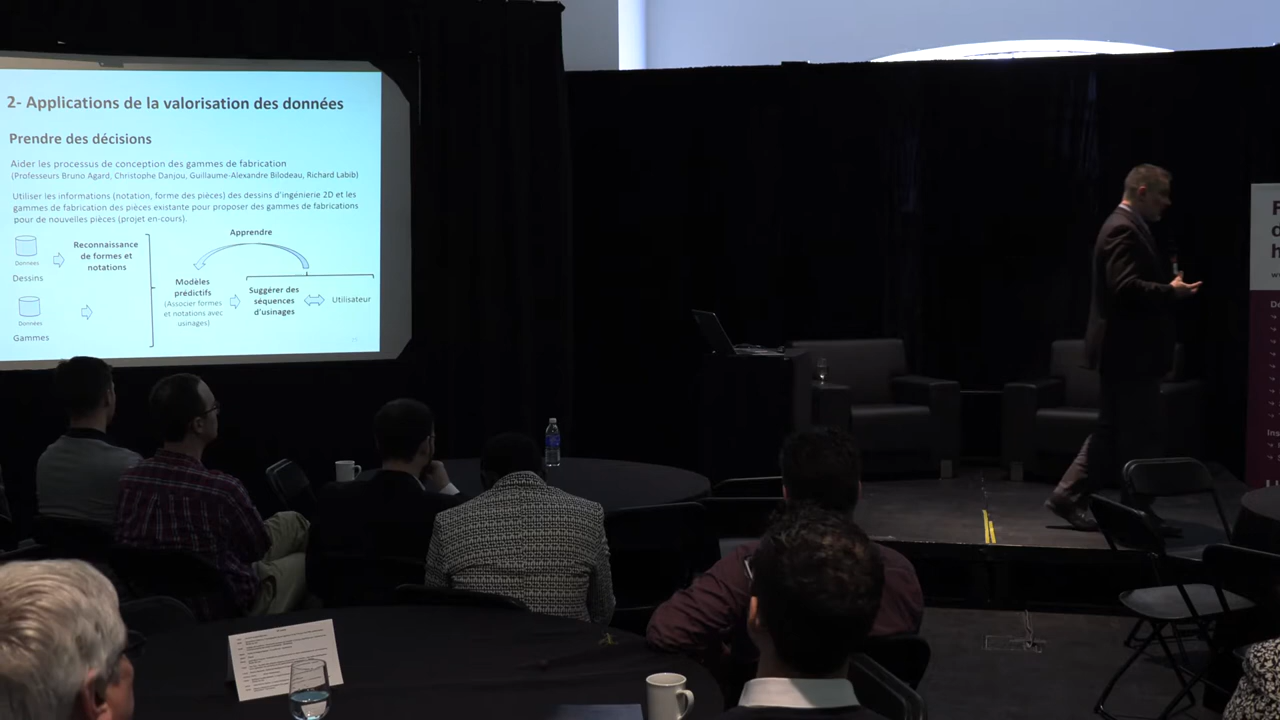 2- Applications de la valorisation des données
Prendre des décisions
Aider les processus de conception des gammes de fabrication
(Professeurs Bruno Agard, Christophe Danjou, Guillaume-Alexandre Bilodeau, Richard Labib)
Utiliser les informations (notation, forme des pièces) des dessins d'ingénierie 2D et les
gammes de fabrication des pièces existante pour proposer des gammes de fabrications
pour de nouvelles pièces (projet en-cours).
Apprendre
Données
Dessins
Reconnaissance
de formes et
notations
Données
Gammes
Modèles
prédictifs
(Associer formes
et notations avec
usinages)
Suggérer des
séquences
d'usinages
Utilisateur